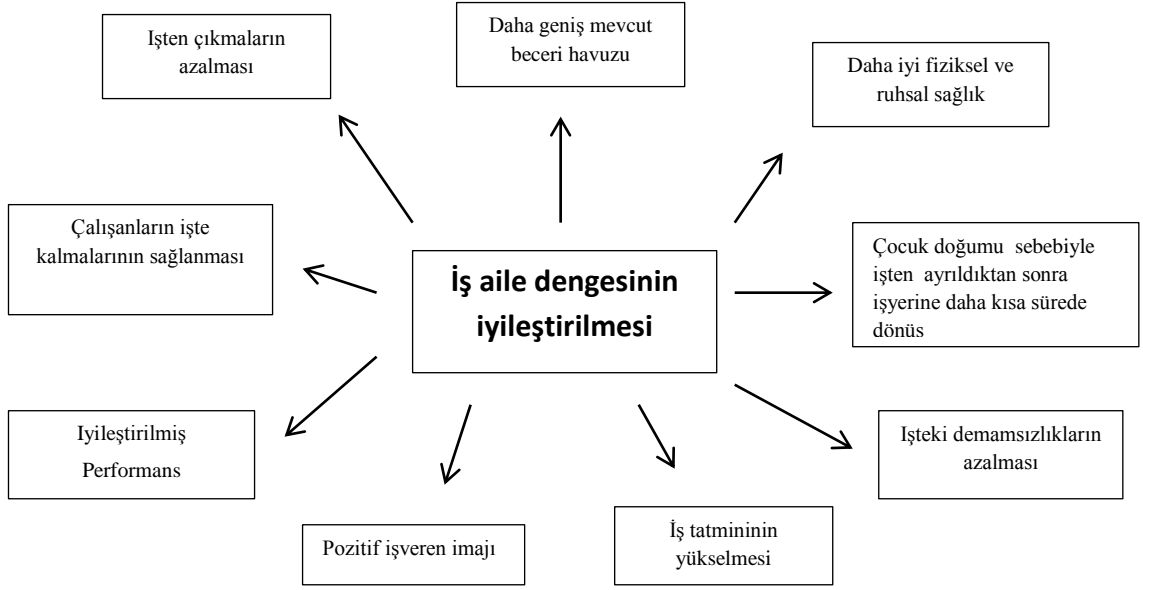 Işten çıkmaların
azalması
Daha geniş mevcut
beceri havuzu
Daha iyi fiziksel ve
ruhsal sağlık
Çalışanların işte
kalmalarının sağlanması
İş aile dengesinin
iyileştirilmesi
Çocuk doğumu sebebiyle
işten ayrıldıktan sonra
işyerine daha kısa sürede
dönüs
Iyileştirilmiş
Performans
Işteki demamsızlıkların
azalması
Pozitif işveren imajı
İş tatmininin
yükselmesi